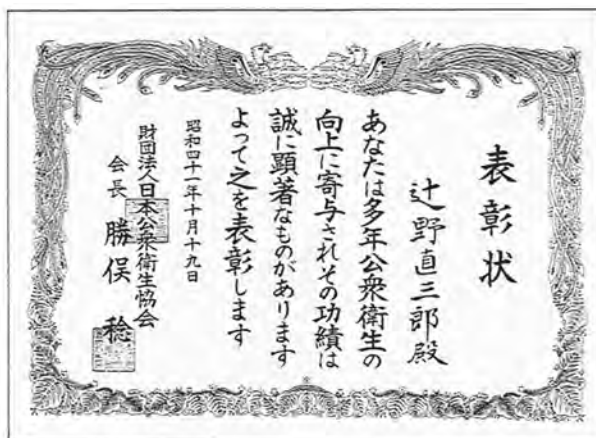 表彰状
辻野直三郎殿
あなたは多年公衆衛生の
向上に寄与されその功績は
誠に顕著なものがあります
よって之を表彰します
昭和四十一年十月十九日
財団法人日本公衆衛生協会
会長 勝俣稔